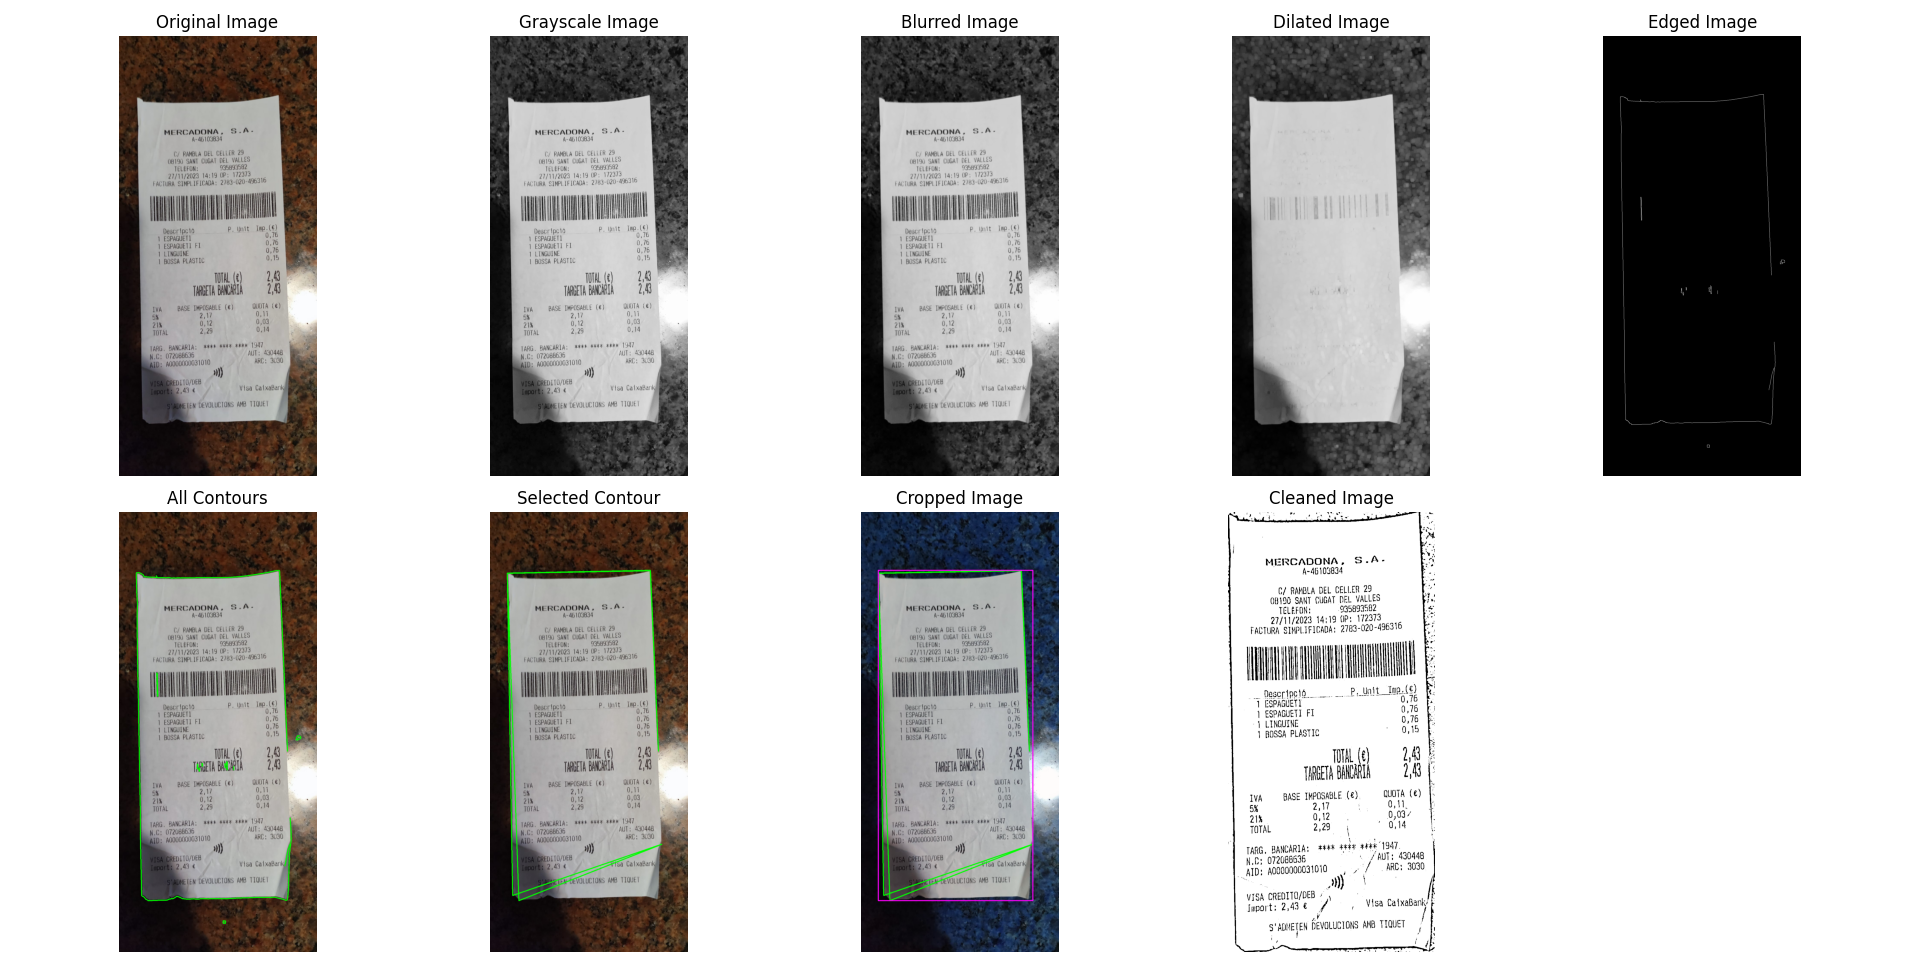 Original Image
Grayscale Image
Blurred Image
Dilated Image
Edged Image
All Contours
Selected Contour
Cropped Image
Cleaned Image
MERCADONA, S.A.
A-46103834
C/ RAMBLA DEL CELLER 29
08190 SANT CUGAT DEL VALLES
TELEFON: 935893582
27/11/2023 14:19 OP: 172373
FACTURA SIMPLIFICADA: 2783-020-496316
Descripció P. Unit Imp.(€)
1 ESPAGUETI 0,76
1 ESPAGUETI FI 0,76
1 LINGUINE 0,76
1 BOSSA PLASTIC 0,15
TOTAL (€) 2,43
TARGETA BANCÀRIA 2,43
IVA BASE IMPOSABLE (€) QUOTA (€)
5% 2,17 0,11
21% 0,12 0,03
TOTAL 2,29 0,14
TARG. BANCARIA: **** **** **** 1947
N.C: 072088636 AUT: 430448
AID: A0000000031010 ARC: 3030
VISA CREDITO/DEB
Import: 2,43 € Visa CaixaBank
S'ADMETEN DEVOLUCIONS AMB TIQUET